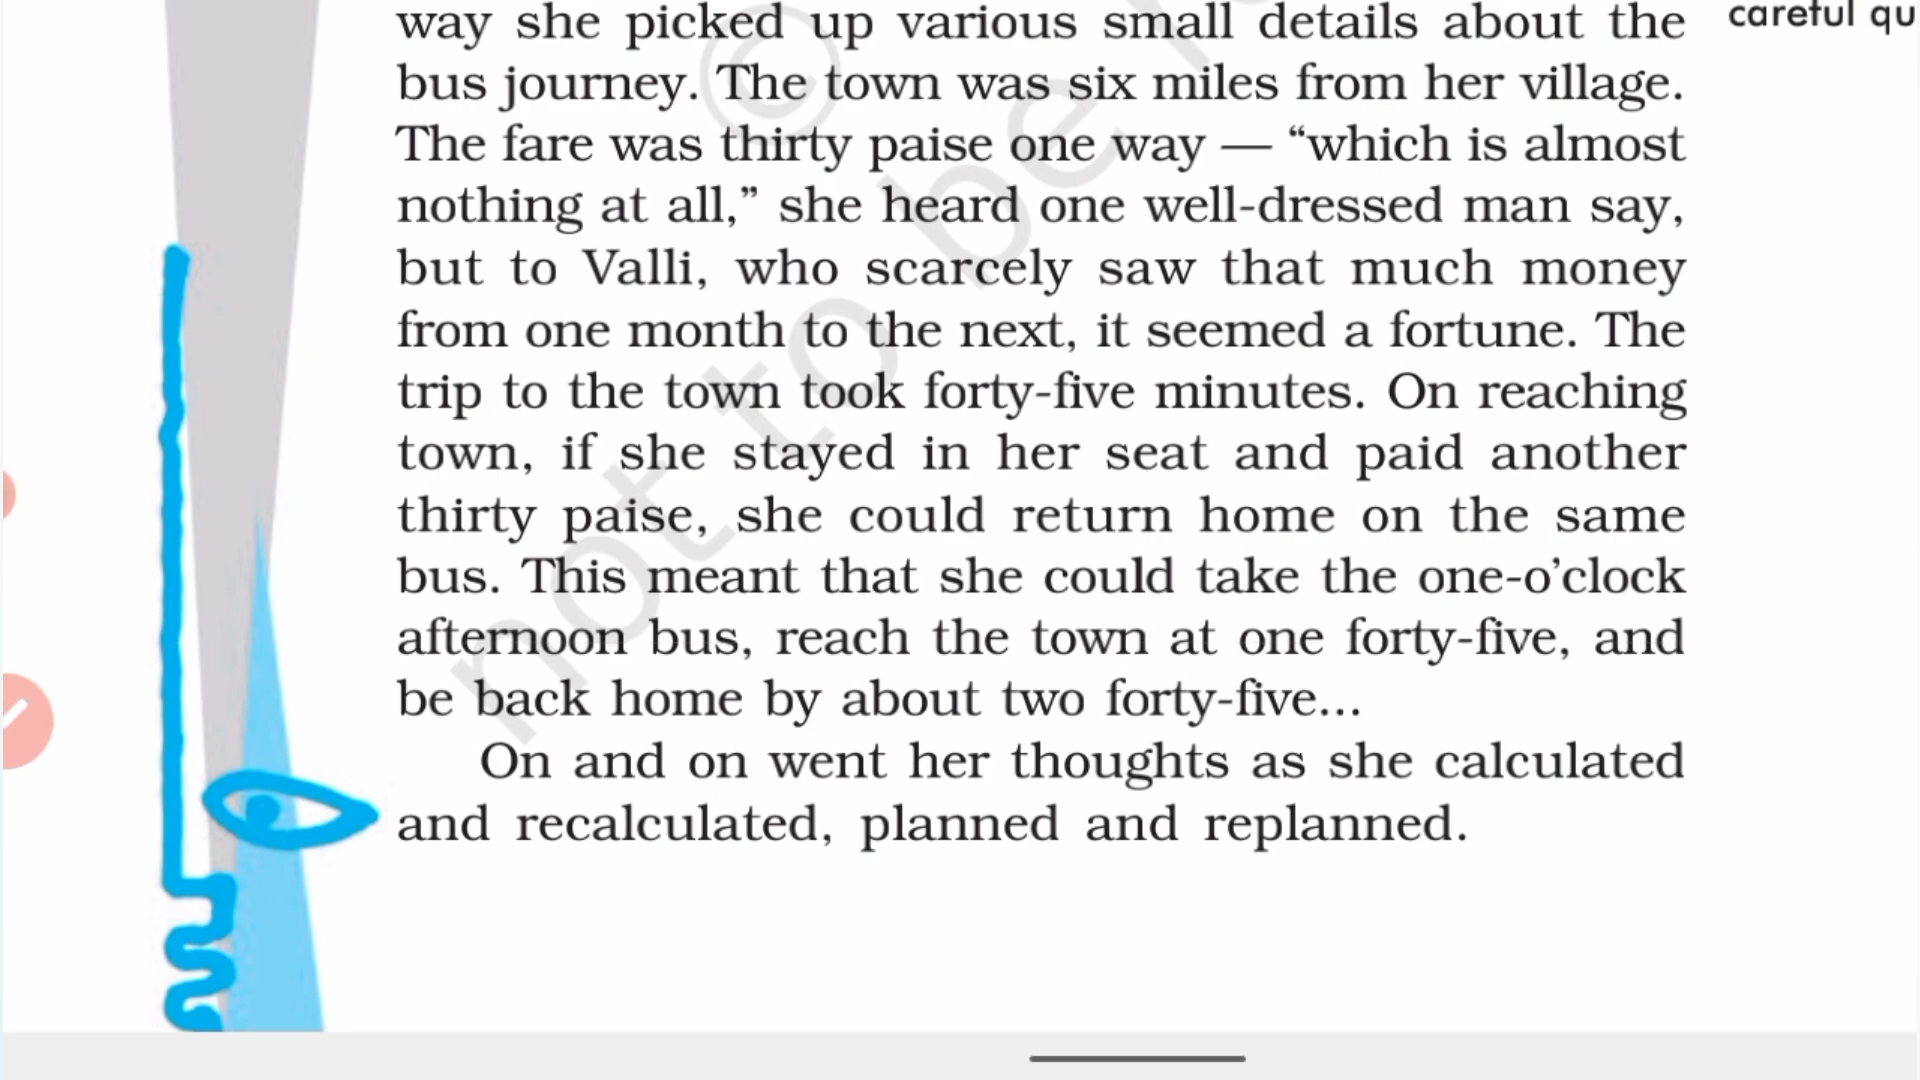 way she picked up various small details about the
bus journey. The town was six miles from her village.
The fare was thirty paise one way — “which is almost
nothing at all,” she heard one well-dressed man say,
but to Valli, who scarcely saw that much money
from one month to the next, it seemed a fortune. The
trip to the town took forty-five minutes. On reaching
town, if she stayed in her seat and paid another
thirty paise, she could return home on the same
bus. This meant that she could take the one-o’clock
afternoon bus, reach the town at one forty-five, and
be back home by about two forty-five...
On and on went her thoughts as she calculated
and recalculated, planned and replanned.
careful
©
not to be